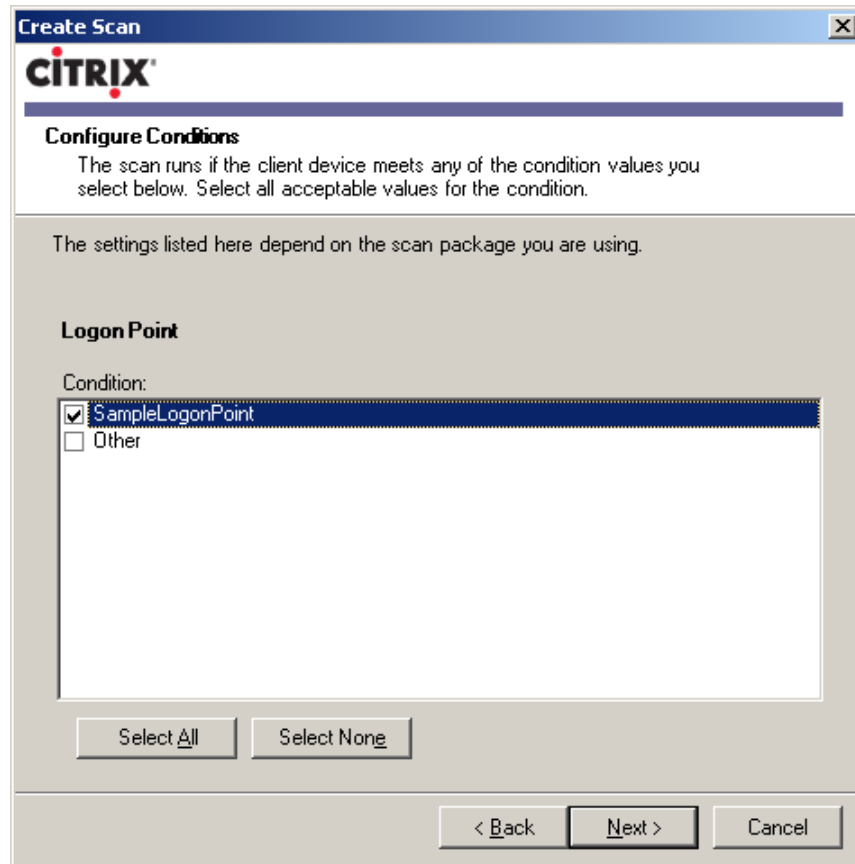 Create Scan
CİTRIX
Configure Conditions
The scan runs if the client device meets any of the condition values you
select below. Select all acceptable values for the condition.
The settings listed here depend on the scan package you are using.
Logon Point
Condition:
SampleLogonPoint
Other
Select All
Select None
< Back
Next >
Cancel